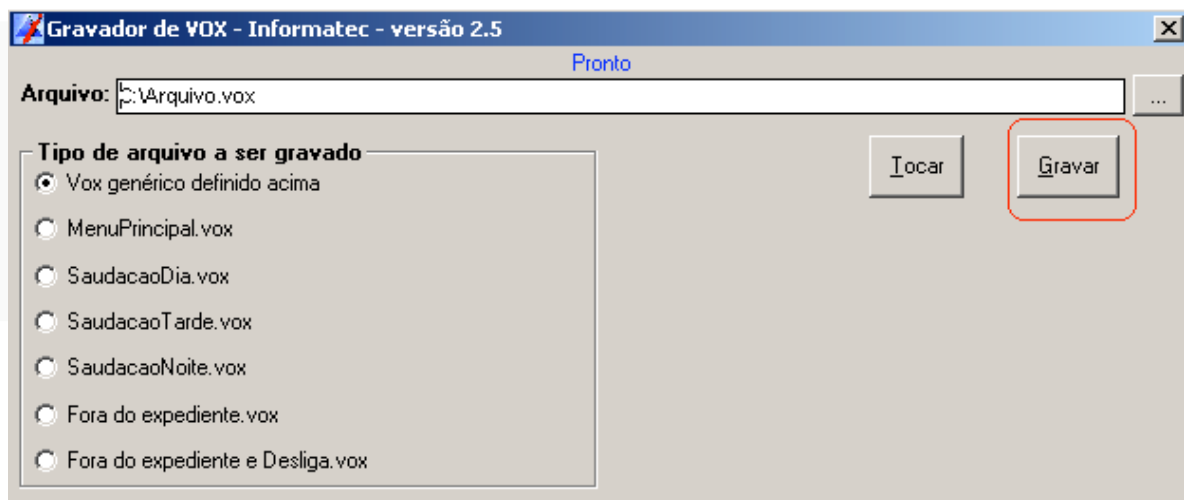 Gravador de VOX - Informatec - versão 2.5
Pronto
Arquivo: C:\Arquivo.vox ...
Tipo de arquivo a ser gravado
Vox genérico definido acima
Tocar Gravar
MenuPrincipal.vox
SaudacaoDia.vox
SaudacaoTarde.vox
SaudacaoNoite.vox
Fora do expediente.vox
Fora do expediente e Desliga.vox